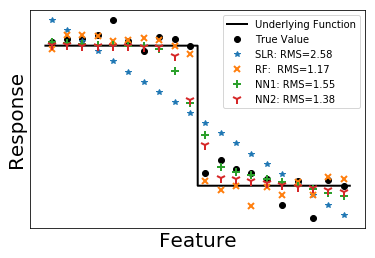 Underlying Function
True Value
SLR: RMS=2.58
RF:  RMS=1.17
NN1: RMS=1.55
NN2: RMS=1.38
Response
Feature